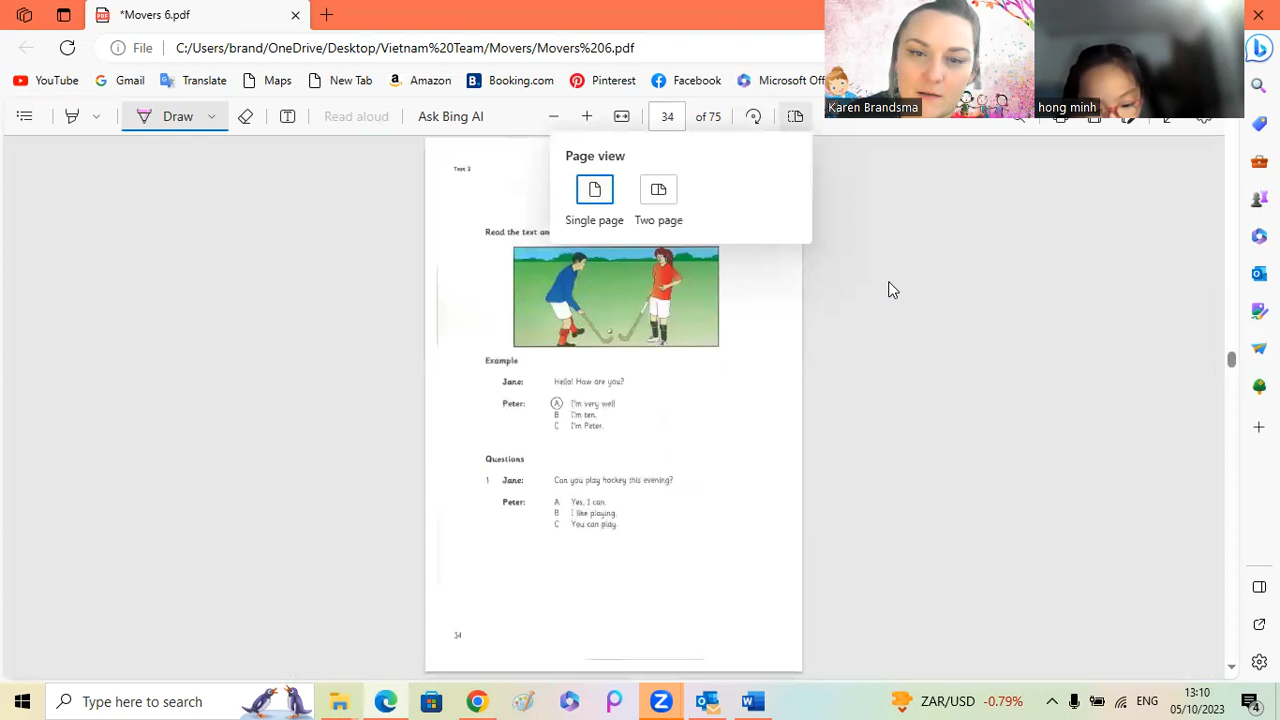 *Movers 6.pdf
File C:/Users/brand/OneDrive/Desktop/Vietnam%20Team/Movers/Movers%206.pdf
YouTube Gmail Translate Maps New Tab Amazon Booking.com Pinterest Facebook Microsoft Offi
Karen Brandsma hong minh
Draw Read aloud Ask Bing AI 34 of 75
Page view
Single page Two page
Test 2
Read the text an
Example
Jane: Hello! How are you?
Peter: A I'm very well
B I'm ten.
C I'm Peter.
Questions
1 Jane: Can you play hockey this evening?
Peter: A Yes, I can.
B I like playing.
C You can play.
34
Type here to search ZAR/USD -0.79% ENG 13:10
05/10/2023 4